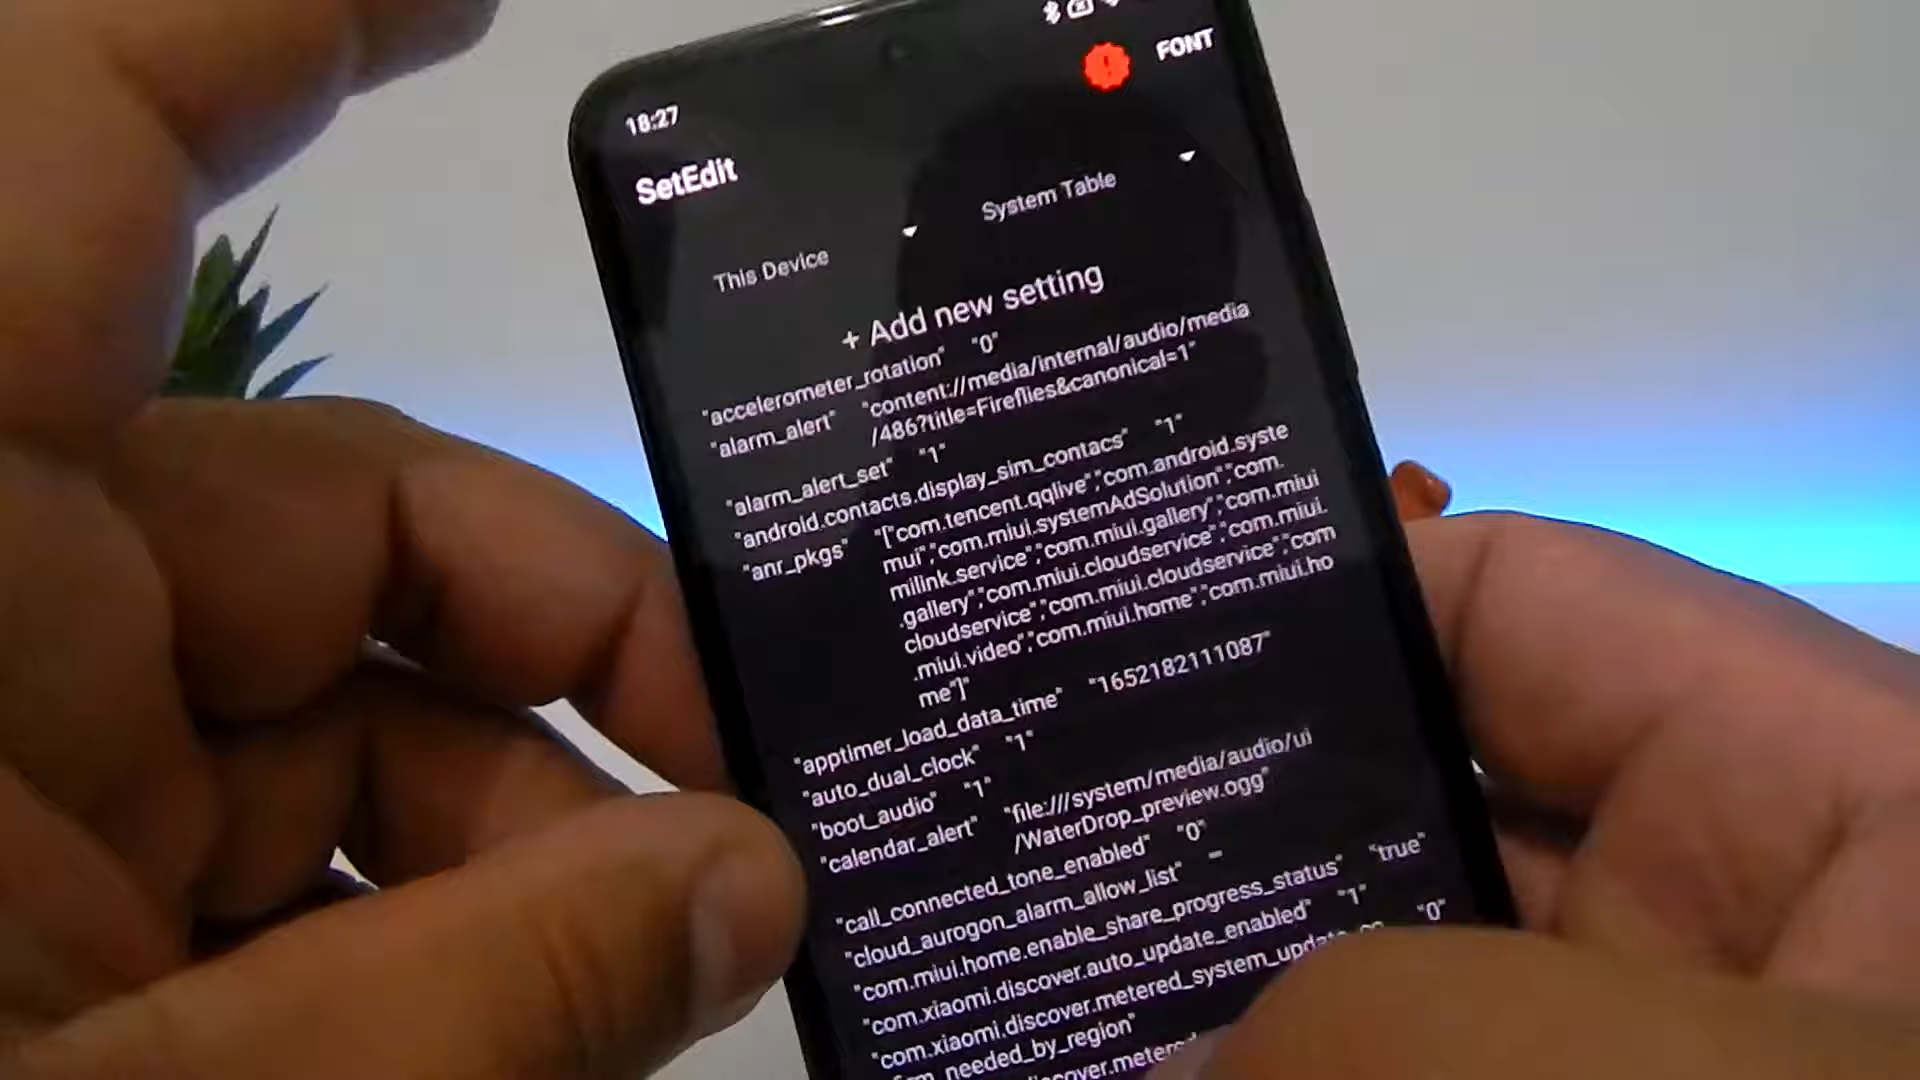 18:27
FONT
SetEdit
This Device
System Table
+ Add new setting
"accelerometer_rotation" "0"
"alarm_alert" "content://media/internal/audio/media
/486?title=Fireflies&canonical=1"
"alarm_alert_set" "1"
"android.contacts.display_sim_contacs" "1"
"anr_pkgs" "["com.tencent.qqlive","com.android.syste
mui","com.miui.systemAdSolution","com.
milink.service","com.miui.gallery","com.miui
.gallery","com.miui.cloudservice","com.miui.
cloudservice","com.miui.cloudservice","com
.miui.video","com.miui.home","com.miui.ho
me"]"
"apptimer_load_data_time" "1652182111087"
"auto_dual_clock" "1"
"boot_audio" "1"
"calendar_alert" "file:///system/media/audio/ui
/WaterDrop_preview.ogg"
"call_connected_tone_enabled" "0"
"cloud_aurogon_alarm_allow_list" ""
"com.miui.home.enable_share_progress_status" "true"
"com.xiaomi.discover.auto_update_enabled" "1"
"com.xiaomi.discover.metered_system_update "0"
needed_by_region"